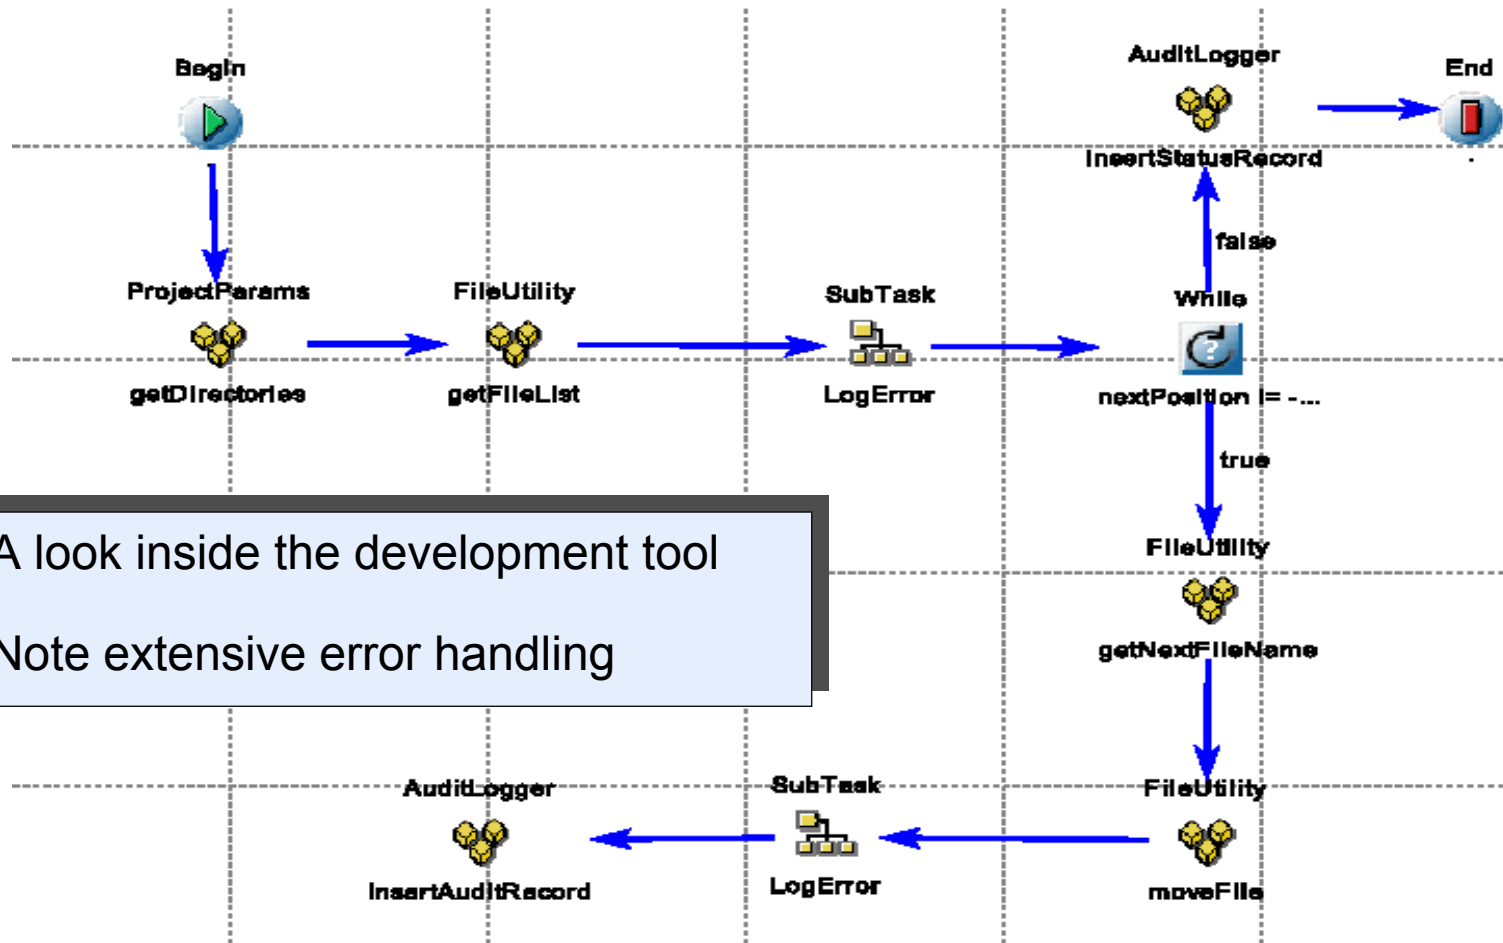 Begin
AuditLogger
End
InsertStatusRecord
false
ProjectParams
FileUtility
SubTask
While
getDirectories
getFileList
LogError
nextPosition != -...
true
A look inside the development tool
Note extensive error handling
FileUtility
getNextFileName
AuditLogger
SubTask
FileUtility
InsertAuditRecord
LogError
moveFile